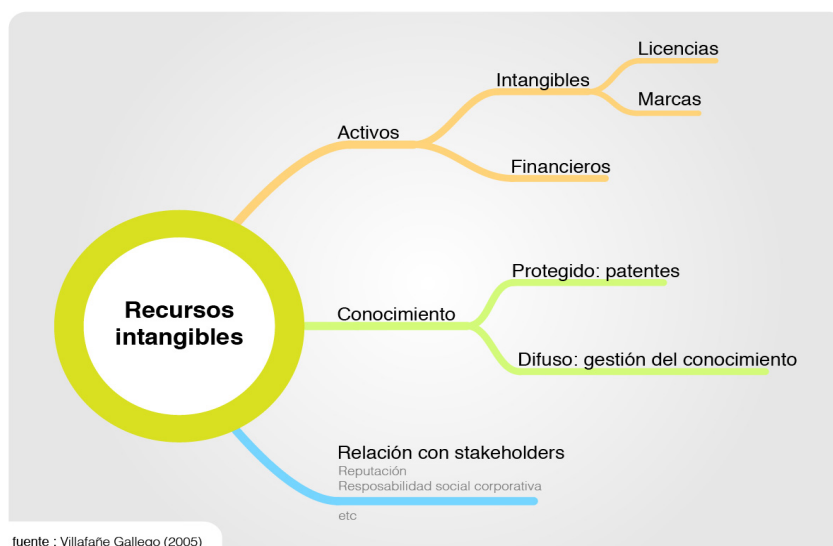 Licencias
Intangibles
Marcas
Activos
Financieros
Protegido: patentes
Recursos
intangibles
Conocimiento
Difuso: gestión del conocimiento
Relación con stakeholders
Reputación
Resposabilidad social corporativa
etc
fuente : Villafañe Gallego (2005)